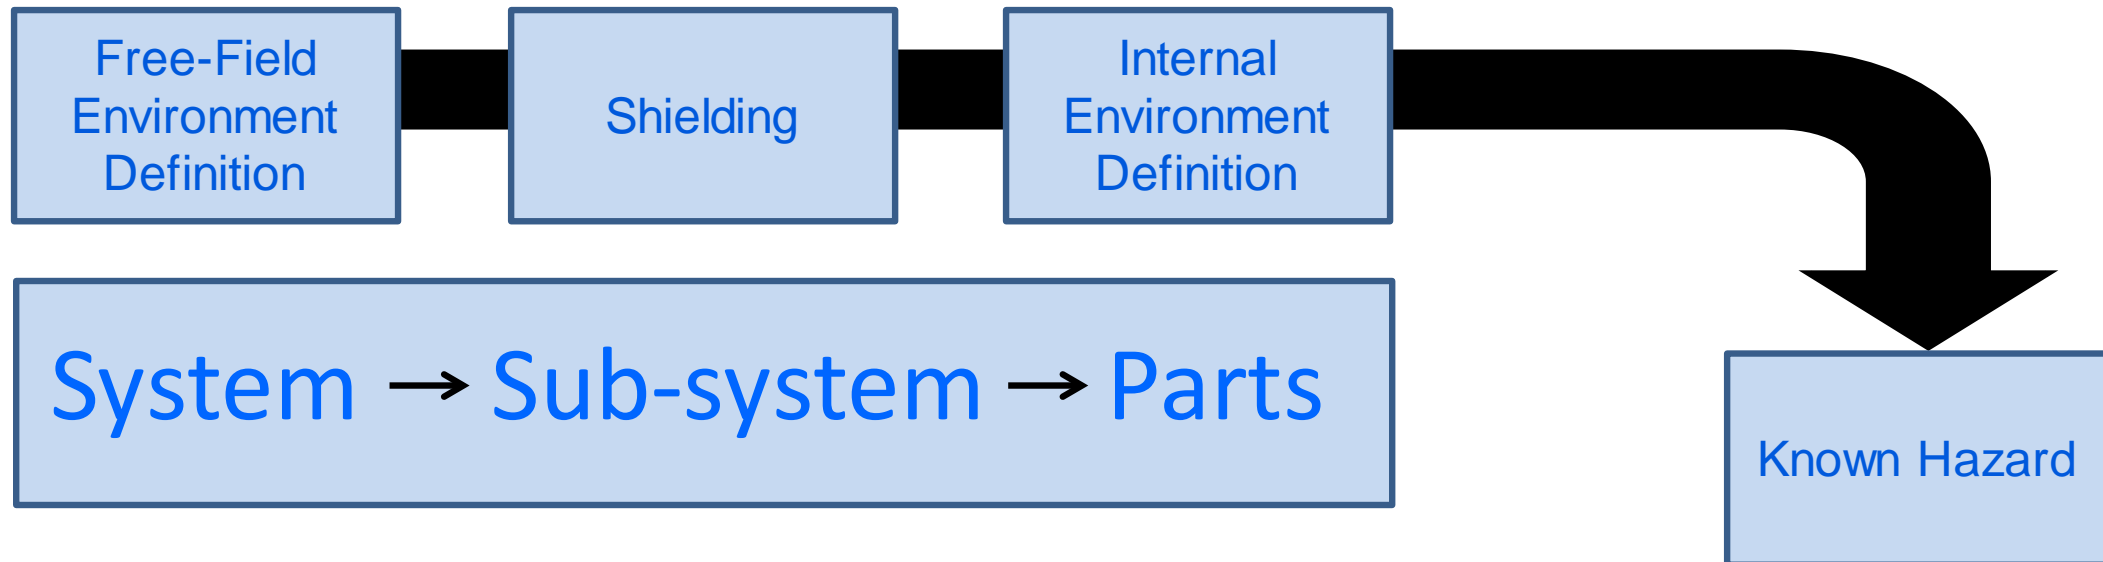 Free-Field
Environment
Definition
Shielding
Internal
Environment
Definition
System → Sub-system → Parts
Known Hazard